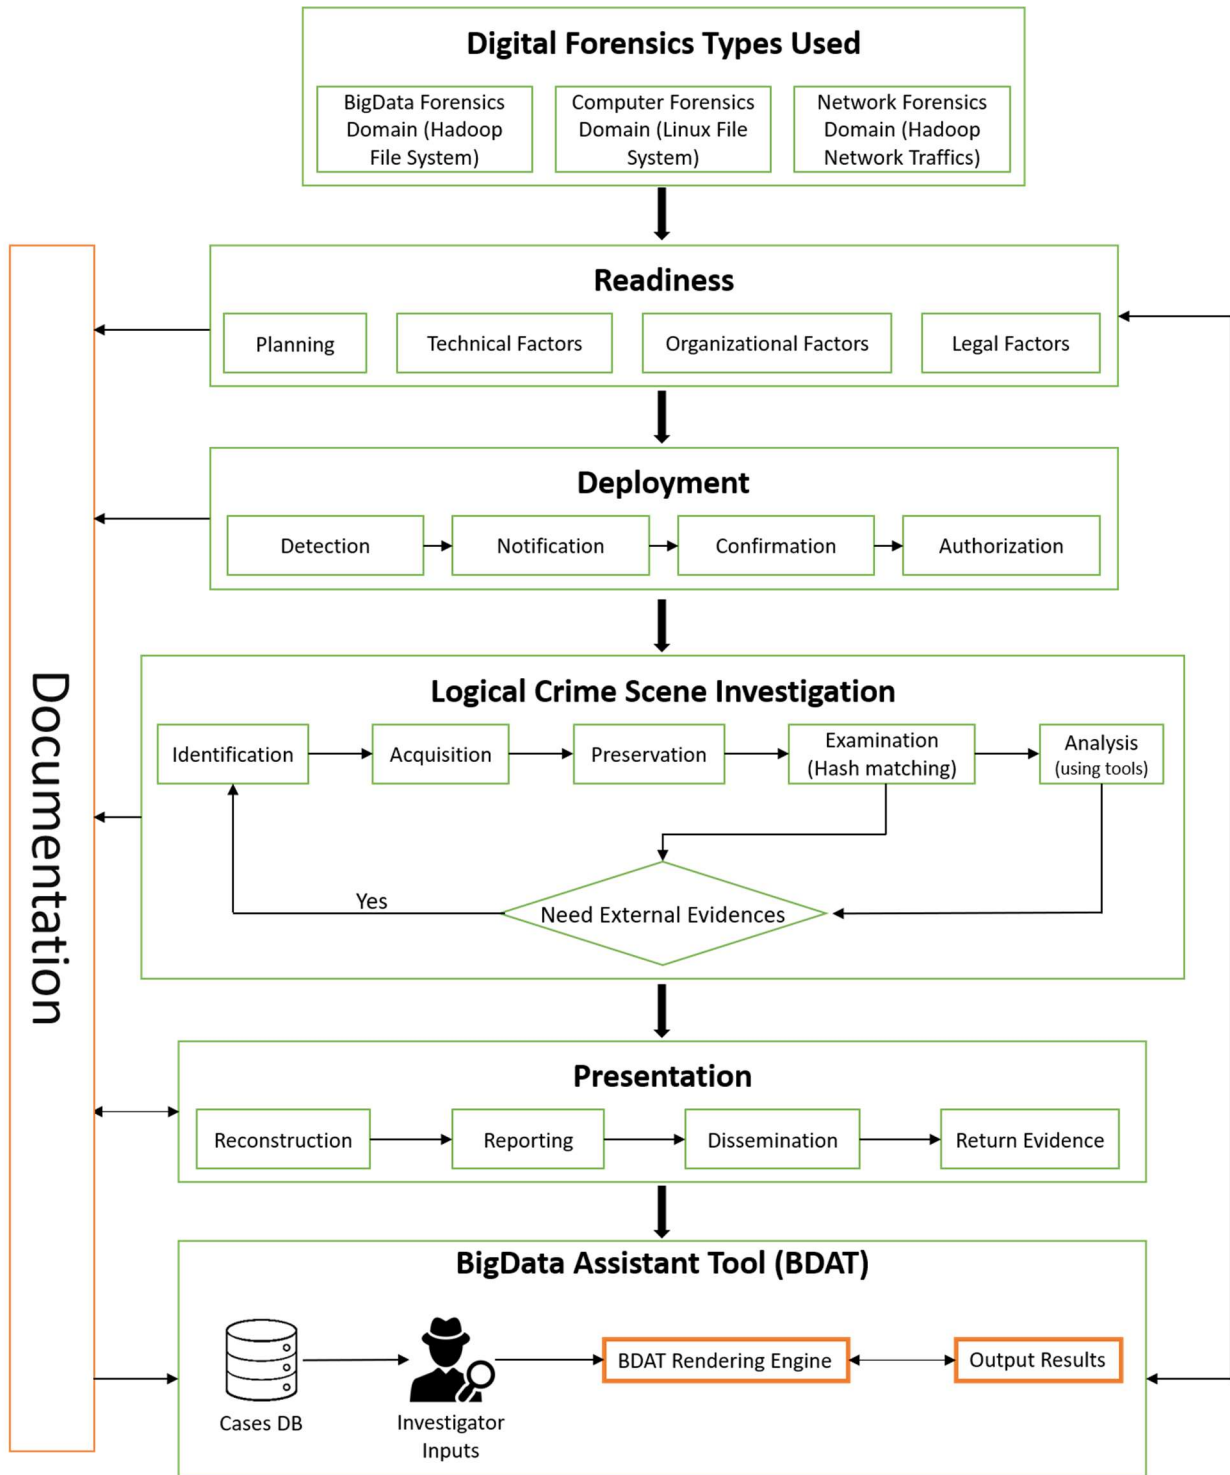 Digital Forensics Types Used
BigData Forensics
Domain (Hadoop
File System)
Computer Forensics
Domain (Linux File
System)
Network Forensics
Domain (Hadoop
Network Traffics)
Documentation
Readiness
Planning
Technical Factors
Organizational Factors
Legal Factors
Deployment
Detection
Notification
Confirmation
Authorization
Logical Crime Scene Investigation
Identification
Acquisition
Preservation
Examination
(Hash matching)
Analysis
(using tools)
Yes
Need External Evidences
Presentation
Reconstruction
Reporting
Dissemination
Return Evidence
BigData Assistant Tool (BDAT)
Cases DB
Investigator
Inputs
BDAT Rendering Engine
Output Results